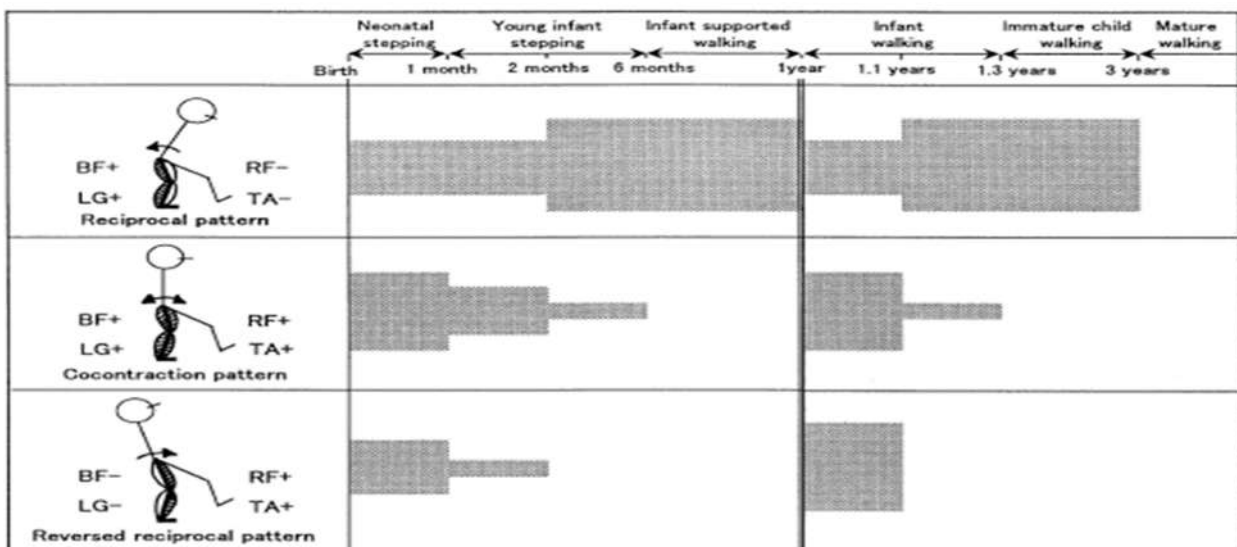 Neonatal Young infant Infant supported Infant Immature child Mature
stepping stepping walking walking walking walking
Birth 1 month 2 months 6 months 1year 1.1 years 1.3 years 3 years
BF+ RF-
LG+ TA-
Reciprocal pattern
BF+ RF+
LG+ TA+
Cocontraction pattern
BF- RF+
LG- TA+
Reversed reciprocal pattern